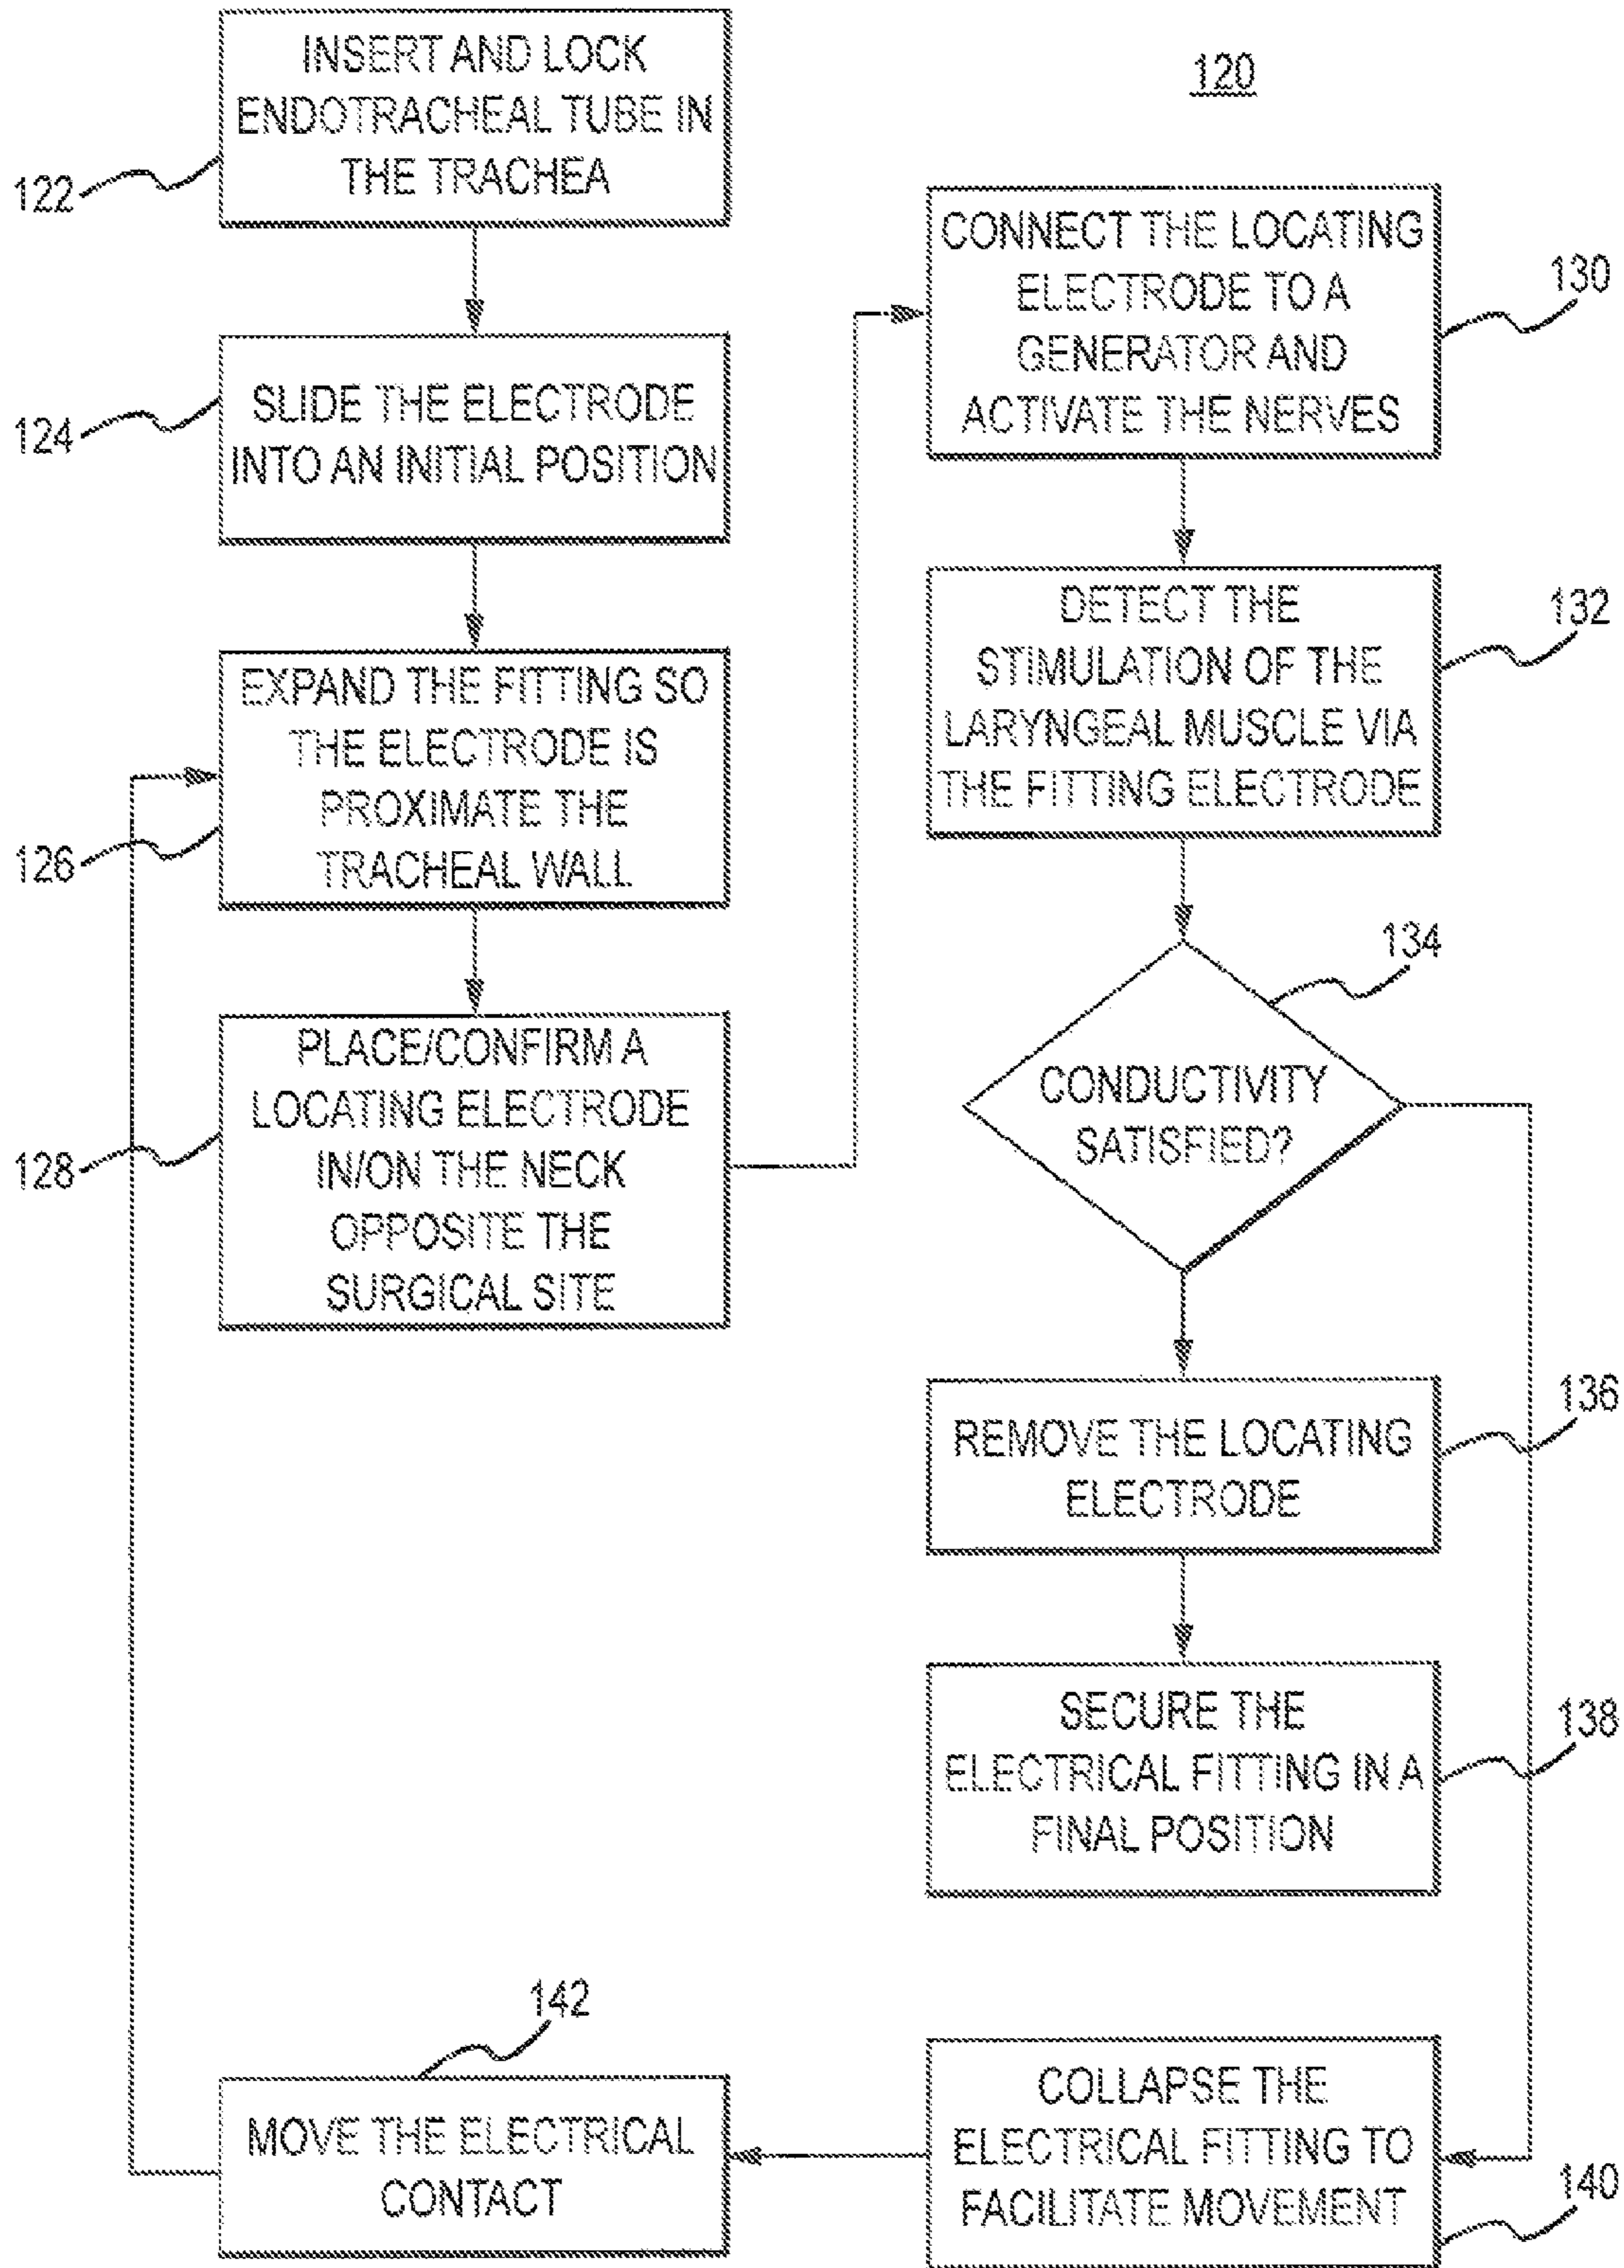 120
INSERT AND LOCK
ENDOTRACHEAL TUBE IN
THE TRACHEA
122
SLIDE THE ELECTRODE
INTO AN INITIAL POSITION
124
EXPAND THE FITTING SO
THE ELECTRODE IS
PROXIMATE THE
TRACHEAL WALL
126
PLACE/CONFIRM A
LOCATING ELECTRODE
IN/ON THE NECK
OPPOSITE THE
SURGICAL SITE
128
CONNECT THE LOCATING
ELECTRODE TO A
GENERATOR AND
ACTIVATE THE NERVES
130
DETECT THE
STIMULATION OF THE
LARYNGEAL MUSCLE VIA
THE FITTING ELECTRODE
132
134
CONDUCTIVITY
SATISFIED?
REMOVE THE LOCATING
ELECTRODE
136
SECURE THE
ELECTRICAL FITTING IN A
FINAL POSITION
138
COLLAPSE THE
ELECTRICAL FITTING TO
FACILITATE MOVEMENT
140
142
MOVE THE ELECTRICAL
CONTACT